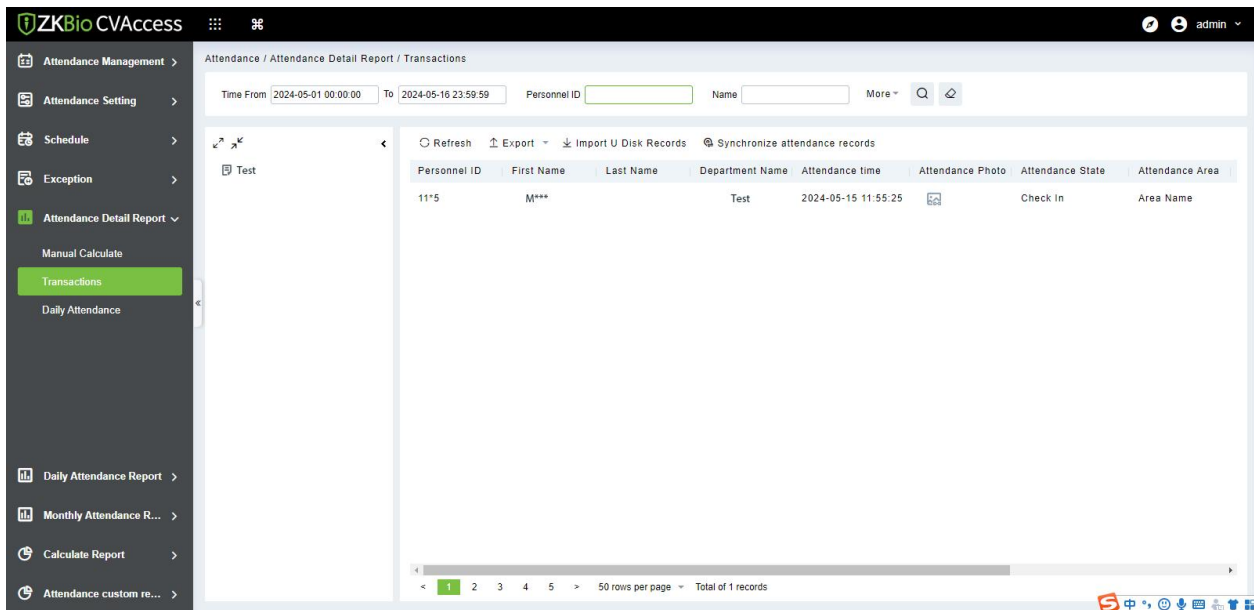 ZKBio CVAccess
admin
Attendance Management
Attendance Setting
Schedule
Exception
Attendance Detail Report
Manual Calculate
Transactions
Daily Attendance
Daily Attendance Report
Monthly Attendance R...
Calculate Report
Attendance custom re...
Attendance / Attendance Detail Report / Transactions
Time From 2024-05-01 00:00:00 To 2024-05-16 23:59:59 Personnel ID Name More
Test
Refresh Export Import U Disk Records Synchronize attendance records
Personnel ID First Name Last Name Department Name Attendance time Attendance Photo Attendance State Attendance Area
11*5 M*** Test 2024-05-15 11:55:25 Check In Area Name
< 1 2 3 4 5 > 50 rows per page Total of 1 records
中